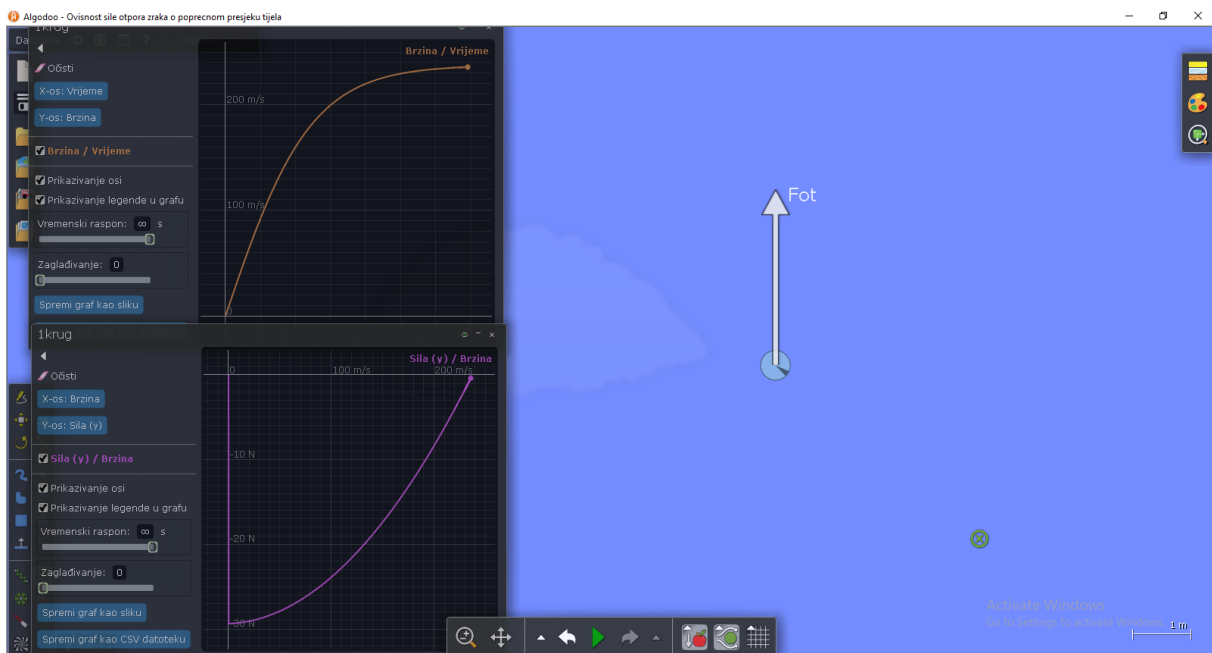 Algodoo - Ovisnost sile otpora zraka o poprecnom presjeku tijela
1krug
Očisti
X-os: Vrijeme
Y-os: Brzina
Brzina / Vrijeme
Prikazivanje osi
Prikazivanje legende u grafu
Vremenski raspon: ∞ s
Zaglađivanje: 0
Spremi graf kao sliku
Brzina / Vrijeme
200 m/s
100 m/s
0
1krug
Očisti
X-os: Brzina
Y-os: Sila (y)
Sila (y) / Brzina
Prikazivanje osi
Prikazivanje legende u grafu
Vremenski raspon: ∞ s
Zaglađivanje: 0
Spremi graf kao sliku
Spremi graf kao CSV datoteku
Sila (y) / Brzina
0 100 m/s 200 m/s
-10 N
-20 N
-30 N
Fot
Activate Windows
Go to Settings to activate Windows.
1 m